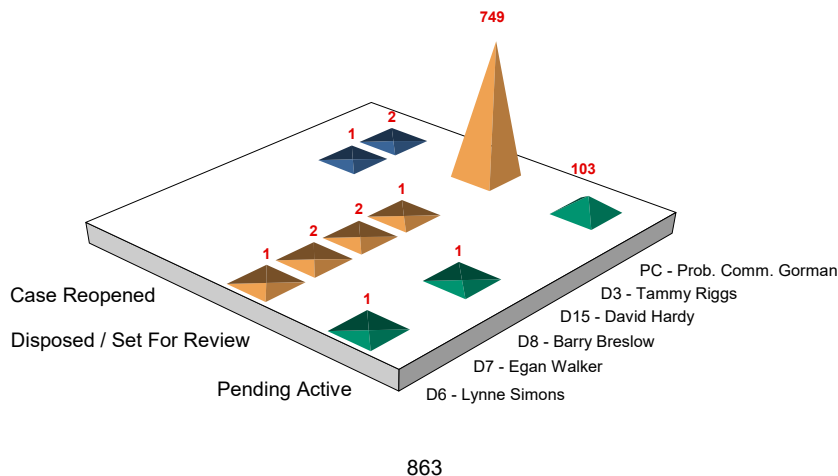 749
2
1
103
1
2
2
1
1
1
PC - Prob. Comm. Gorman
D3 - Tammy Riggs
D15 - David Hardy
D8 - Barry Breslow
D7 - Egan Walker
D6 - Lynne Simons
Case Reopened
Disposed / Set For Review
Pending Active
863